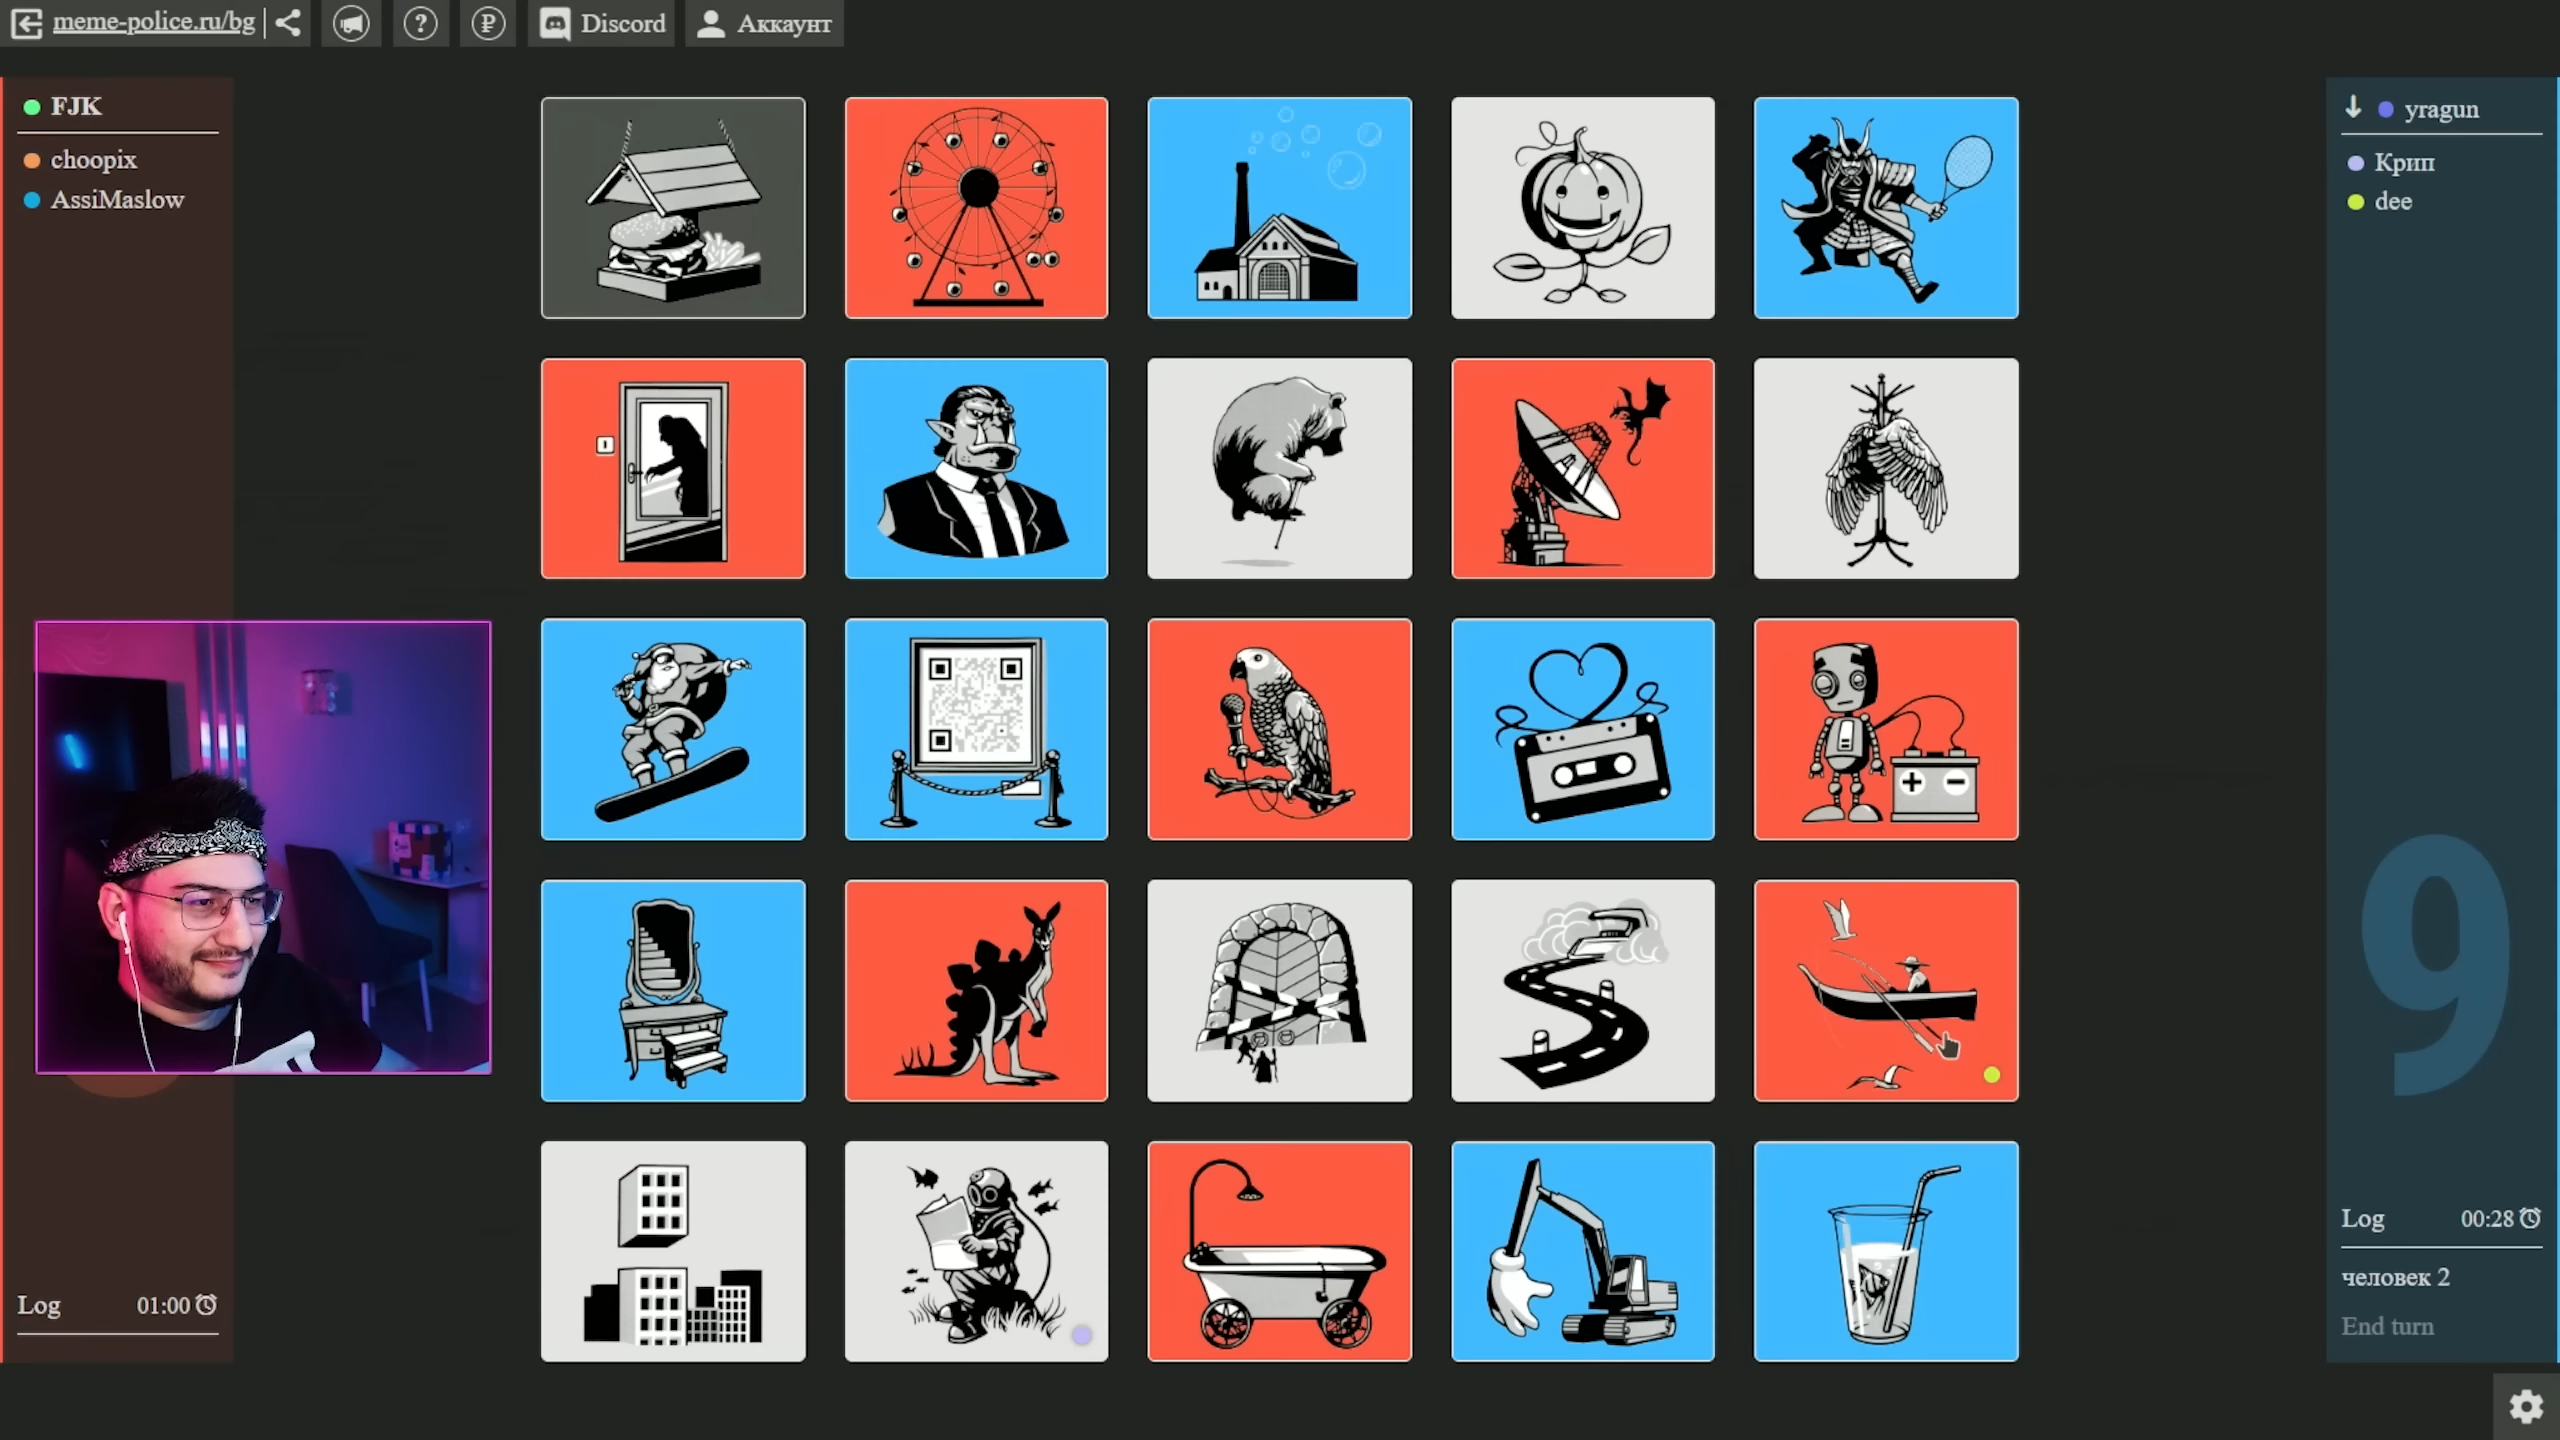 meme-police.ru/bg
Discord
Аккаунт
FJK
choopix
AssiMaslow
yragun
Крип
dee
9
Log 01:00
Log 00:28
человек 2
End turn